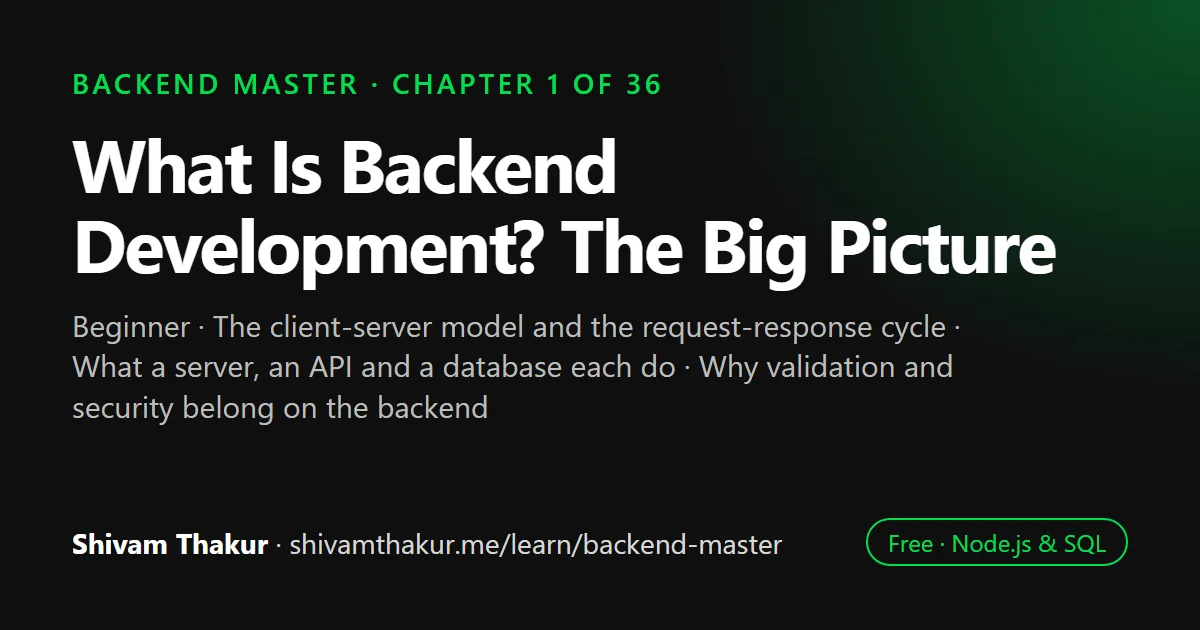 BACKEND MASTER · CHAPTER 1 OF 36
What Is Backend
Development? The Big Picture
Beginner · The client-server model and the request-response cycle ·
What a server, an API and a database each do · Why validation and
security belong on the backend
Shivam Thakur · shivamthakur.me/learn/backend-master
Free · Node.js & SQL